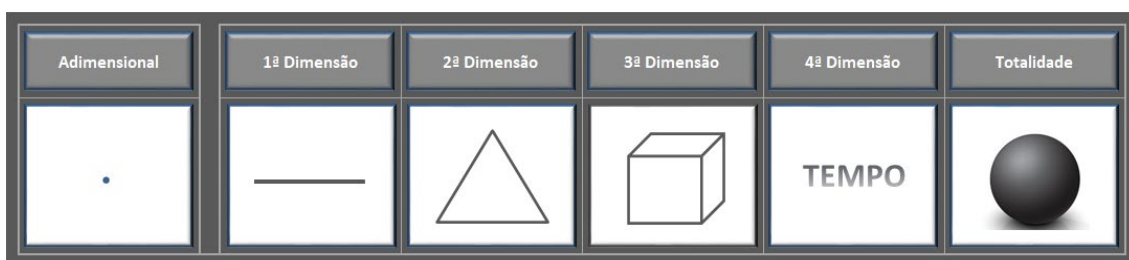 Adimensional
1ª Dimensão
2ª Dimensão
3ª Dimensão
4ª Dimensão
Totalidade
TEMPO